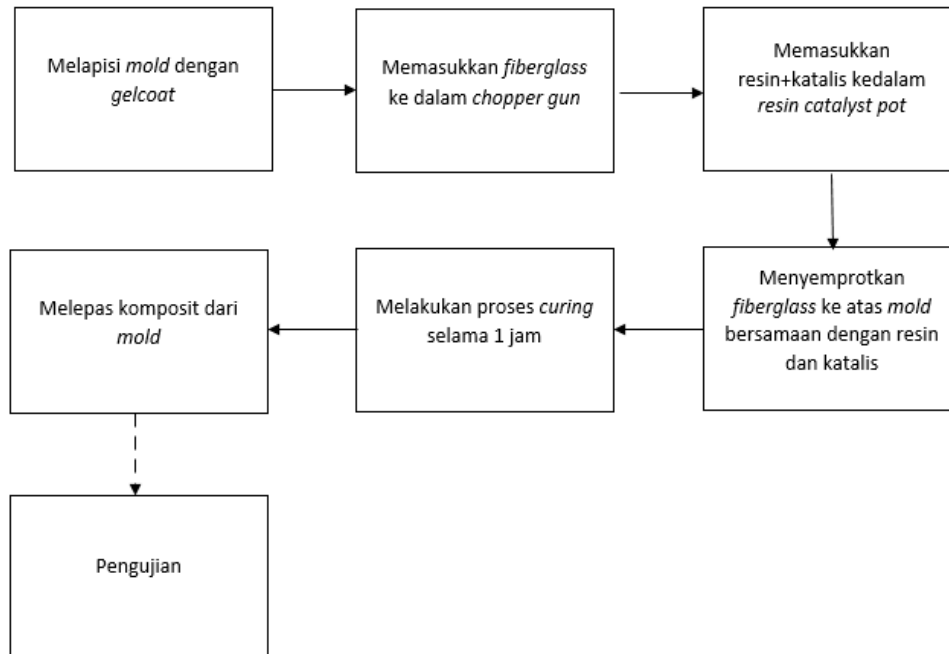 Melapisi mold dengan
gelcoat
Memasukkan fiberglass
ke dalam chopper gun
Memasukkan
resin+katalis kedalam
resin catalyst pot
Menyemprotkan
fiberglass ke atas mold
bersamaan dengan resin
dan katalis
Melakukan proses curing
selama 1 jam
Melepas komposit dari
mold
Pengujian